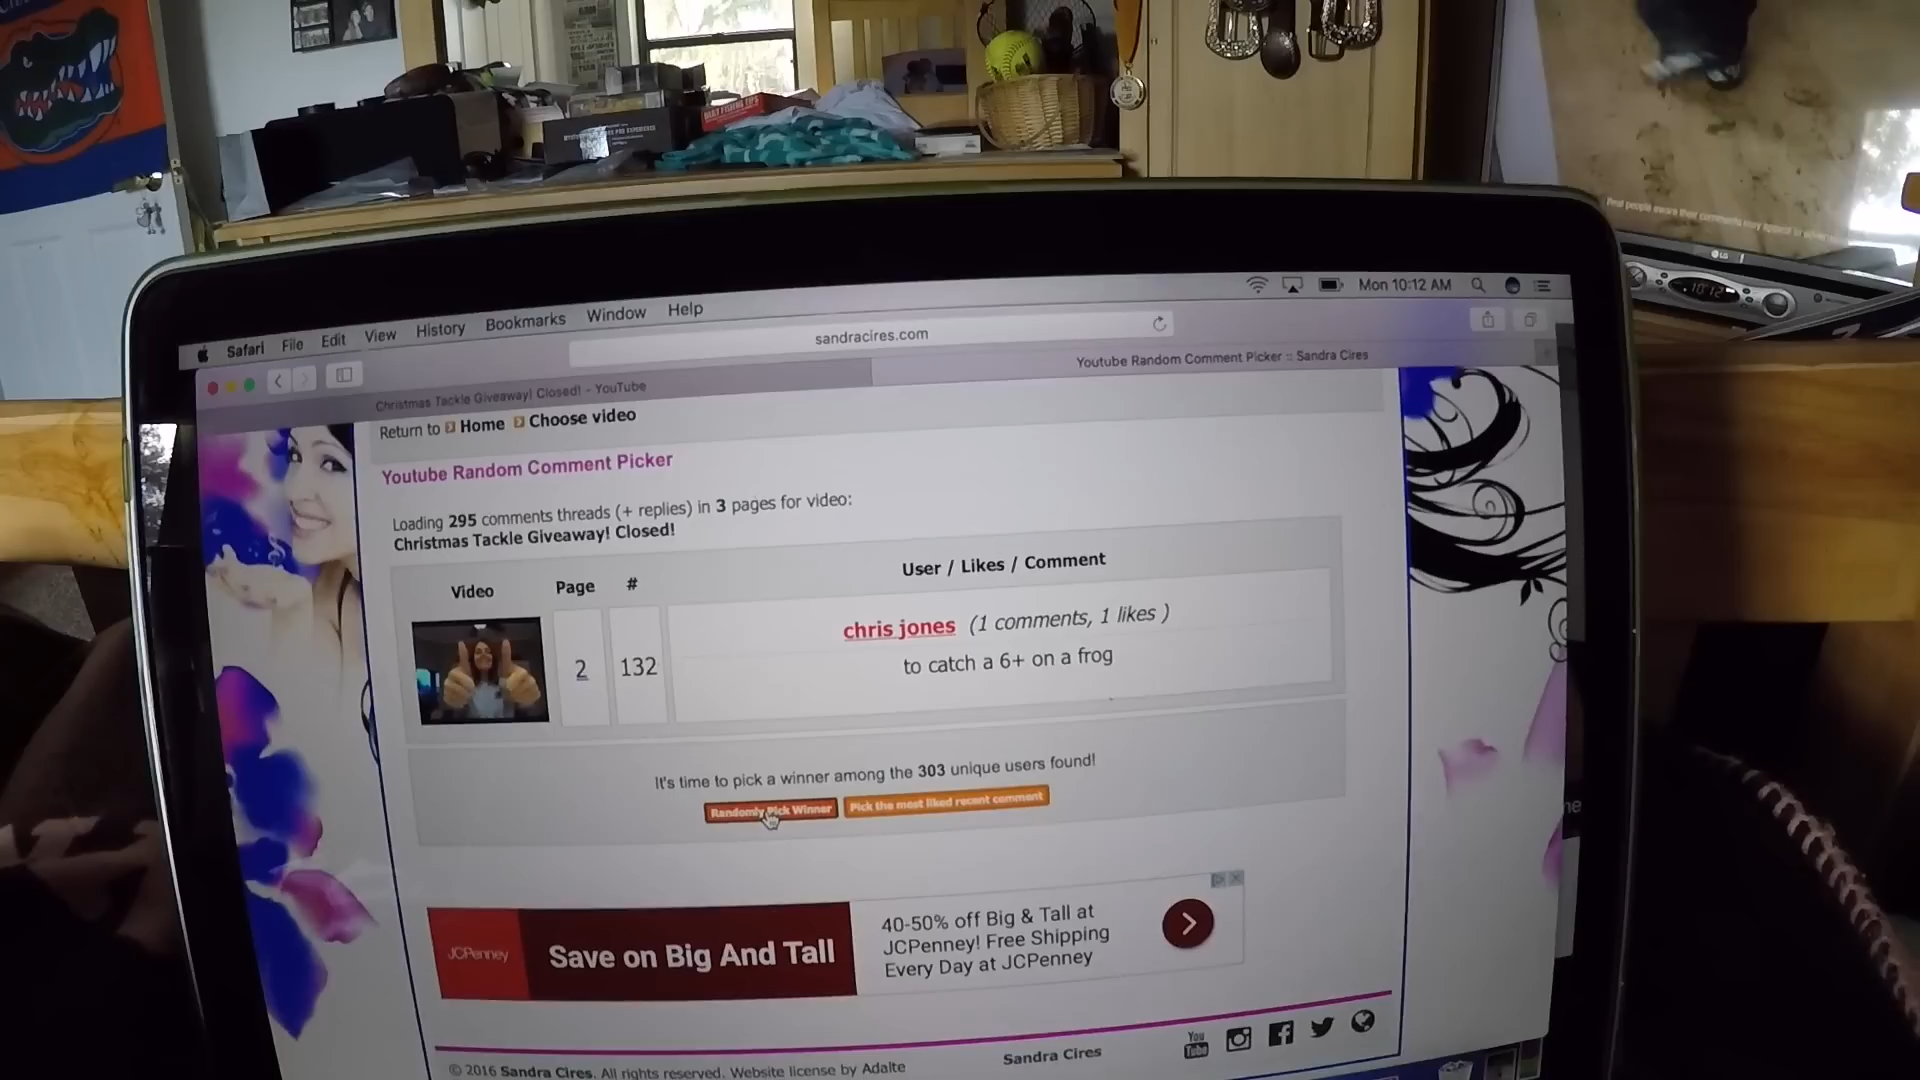 LG
10:12
Safari File Edit View History Bookmarks Window Help
Mon 10:12 AM
sandracires.com
Christmas Tackle Giveaway! Closed! - YouTube
Youtube Random Comment Picker :: Sandra Cires
Return to Home Choose video
Youtube Random Comment Picker
Loading 295 comments threads (+ replies) in 3 pages for video:
Christmas Tackle Giveaway! Closed!
Video Page # User / Likes / Comment
2 132 chris jones (1 comments, 1 likes )
to catch a 6+ on a frog
It's time to pick a winner among the 303 unique users found!
Randomly Pick Winner Pick the most liked recent comment
JCPenney Save on Big And Tall
40-50% off Big & Tall at
JCPenney! Free Shipping
Every Day at JCPenney
You
Tube
© 2016 Sandra Cires. All rights reserved. Website license by Adalte
Sandra Cires